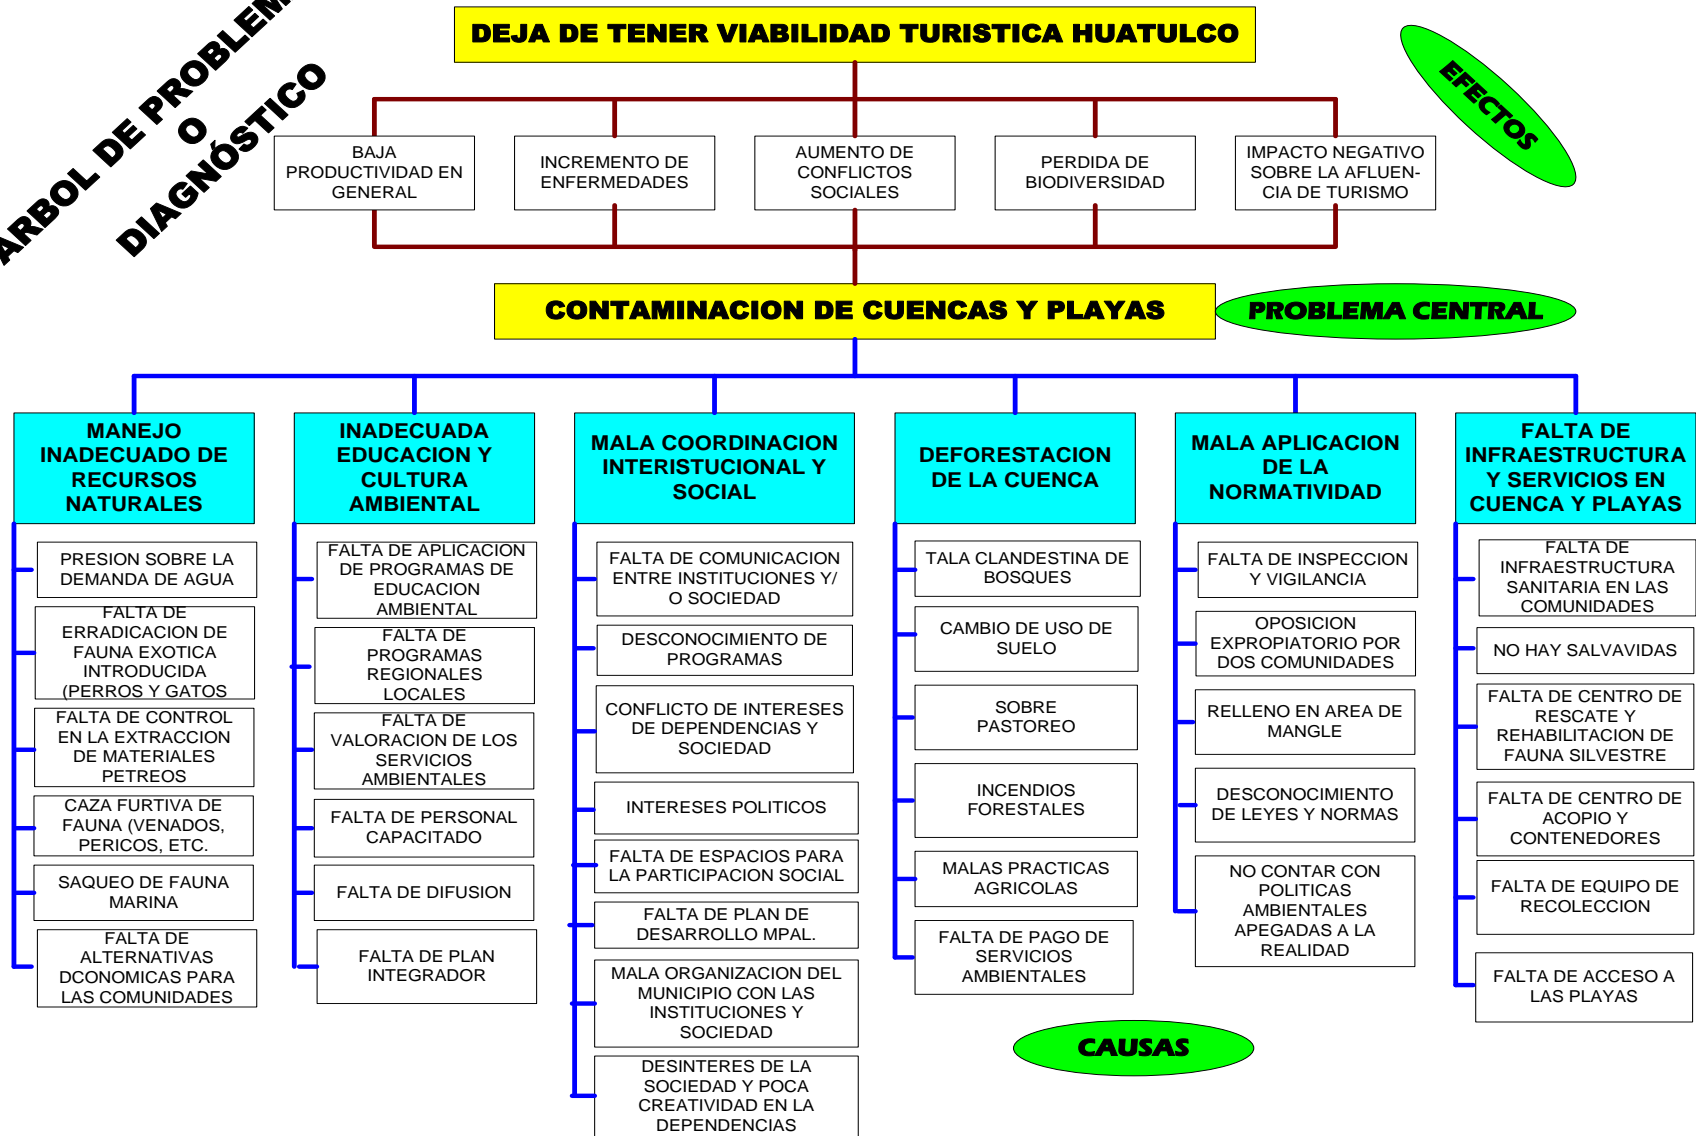 ARBOL DE PROBLEM
O
DIAGNÓSTICO
DEJA DE TENER VIABILIDAD TURISTICA HUATULCO
EFECTOS
BAJA
PRODUCTIVIDAD EN
GENERAL
INCREMENTO DE
ENFERMEDADES
AUMENTO DE
CONFLICTOS
SOCIALES
PERDIDA DE
BIODIVERSIDAD
IMPACTO NEGATIVO
SOBRE LA AFLUEN-
CIA DE TURISMO
CONTAMINACION DE CUENCAS Y PLAYAS
PROBLEMA CENTRAL
MANEJO
INADECUADO DE
RECURSOS
NATURALES
PRESION SOBRE LA
DEMANDA DE AGUA
FALTA DE
ERRADICACION DE
FAUNA EXOTICA
INTRODUCIDA
(PERROS Y GATOS
FALTA DE CONTROL
EN LA EXTRACCION
DE MATERIALES
PETREOS
CAZA FURTIVA DE
FAUNA (VENADOS,
PERICOS, ETC.
SAQUEO DE FAUNA
MARINA
FALTA DE
ALTERNATIVAS
DCONOMICAS PARA
LAS COMUNIDADES
INADECUADA
EDUCACION Y
CULTURA
AMBIENTAL
FALTA DE APLICACION
DE PROGRAMAS DE
EDUCACION
AMBIENTAL
FALTA DE
PROGRAMAS
REGIONALES
LOCALES
FALTA DE
VALORACION DE LOS
SERVICIOS
AMBIENTALES
FALTA DE PERSONAL
CAPACITADO
FALTA DE DIFUSION
FALTA DE PLAN
INTEGRADOR
MALA COORDINACION
INTERISTUCIONAL Y
SOCIAL
FALTA DE COMUNICACION
ENTRE INSTITUCIONES Y/
O SOCIEDAD
DESCONOCIMIENTO DE
PROGRAMAS
CONFLICTO DE INTERESES
DE DEPENDENCIAS Y
SOCIEDAD
INTERESES POLITICOS
FALTA DE ESPACIOS PARA
LA PARTICIPACION SOCIAL
FALTA DE PLAN DE
DESARROLLO MPAL.
MALA ORGANIZACION DEL
MUNICIPIO CON LAS
INSTITUCIONES Y
SOCIEDAD
DESINTERES DE LA
SOCIEDAD Y POCA
CREATIVIDAD EN LA
DEPENDENCIAS
DEFORESTACION
DE LA CUENCA
TALA CLANDESTINA DE
BOSQUES
CAMBIO DE USO DE
SUELO
SOBRE
PASTOREO
INCENDIOS
FORESTALES
MALAS PRACTICAS
AGRICOLAS
FALTA DE PAGO DE
SERVICIOS
AMBIENTALES
MALA APLICACION
DE LA
NORMATIVIDAD
FALTA DE INSPECCION
Y VIGILANCIA
OPOSICION
EXPROPIATORIO POR
DOS COMUNIDADES
RELLENO EN AREA DE
MANGLE
DESCONOCIMIENTO
DE LEYES Y NORMAS
NO CONTAR CON
POLITICAS
AMBIENTALES
APEGADAS A LA
REALIDAD
FALTA DE
INFRAESTRUCTURA
Y SERVICIOS EN
CUENCA Y PLAYAS
FALTA DE
INFRAESTRUCTURA
SANITARIA EN LAS
COMUNIDADES
NO HAY SALVAVIDAS
FALTA DE CENTRO DE
RESCATE Y
REHABILITACION DE
FAUNA SILVESTRE
FALTA DE CENTRO DE
ACOPIO Y
CONTENEDORES
FALTA DE EQUIPO DE
RECOLECCION
FALTA DE ACCESO A
LAS PLAYAS
CAUSAS